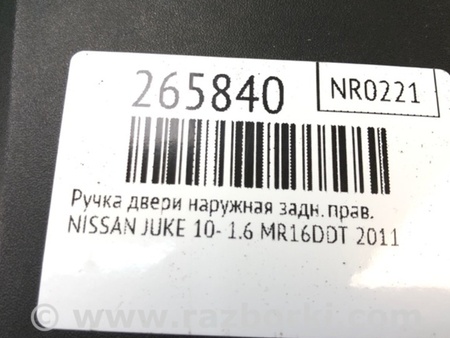 265840
NR0221
Ручка двери наружная задн. прав.
NISSAN JUKE 10- 1.6 MR16DDT 2011
© www.razborki.com